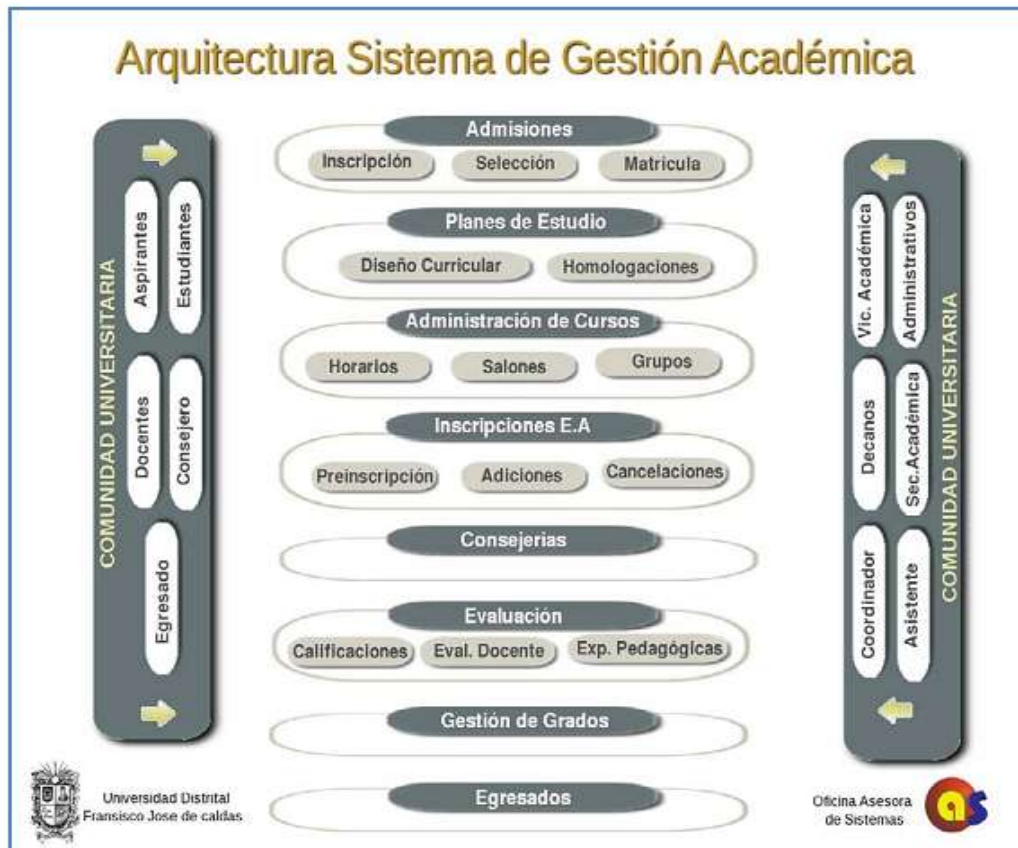 Arquitectura Sistema de Gestión Académica
COMUNIDAD UNIVERSITARIA
Aspirantes
Estudiantes
Docentes
Consejero
Egresado
Admisiones
Inscripción
Selección
Matrícula
Planes de Estudio
Diseño Curricular
Homologaciones
Administración de Cursos
Horarios
Salones
Grupos
Inscripciones E.A
Preinscripción
Adiciones
Cancelaciones
Consejerias
Evaluación
Calificaciones
Eval. Docente
Exp. Pedagógicas
Gestión de Grados
Egresados
Vic. Académica
Administrativos
Decanos
Sec.Académica
Coordinador
Asistente
COMUNIDAD UNIVERSITARIA
Universidad Distrital
Fransisco Jose de caldas
Oficina Asesora
de Sistemas
as